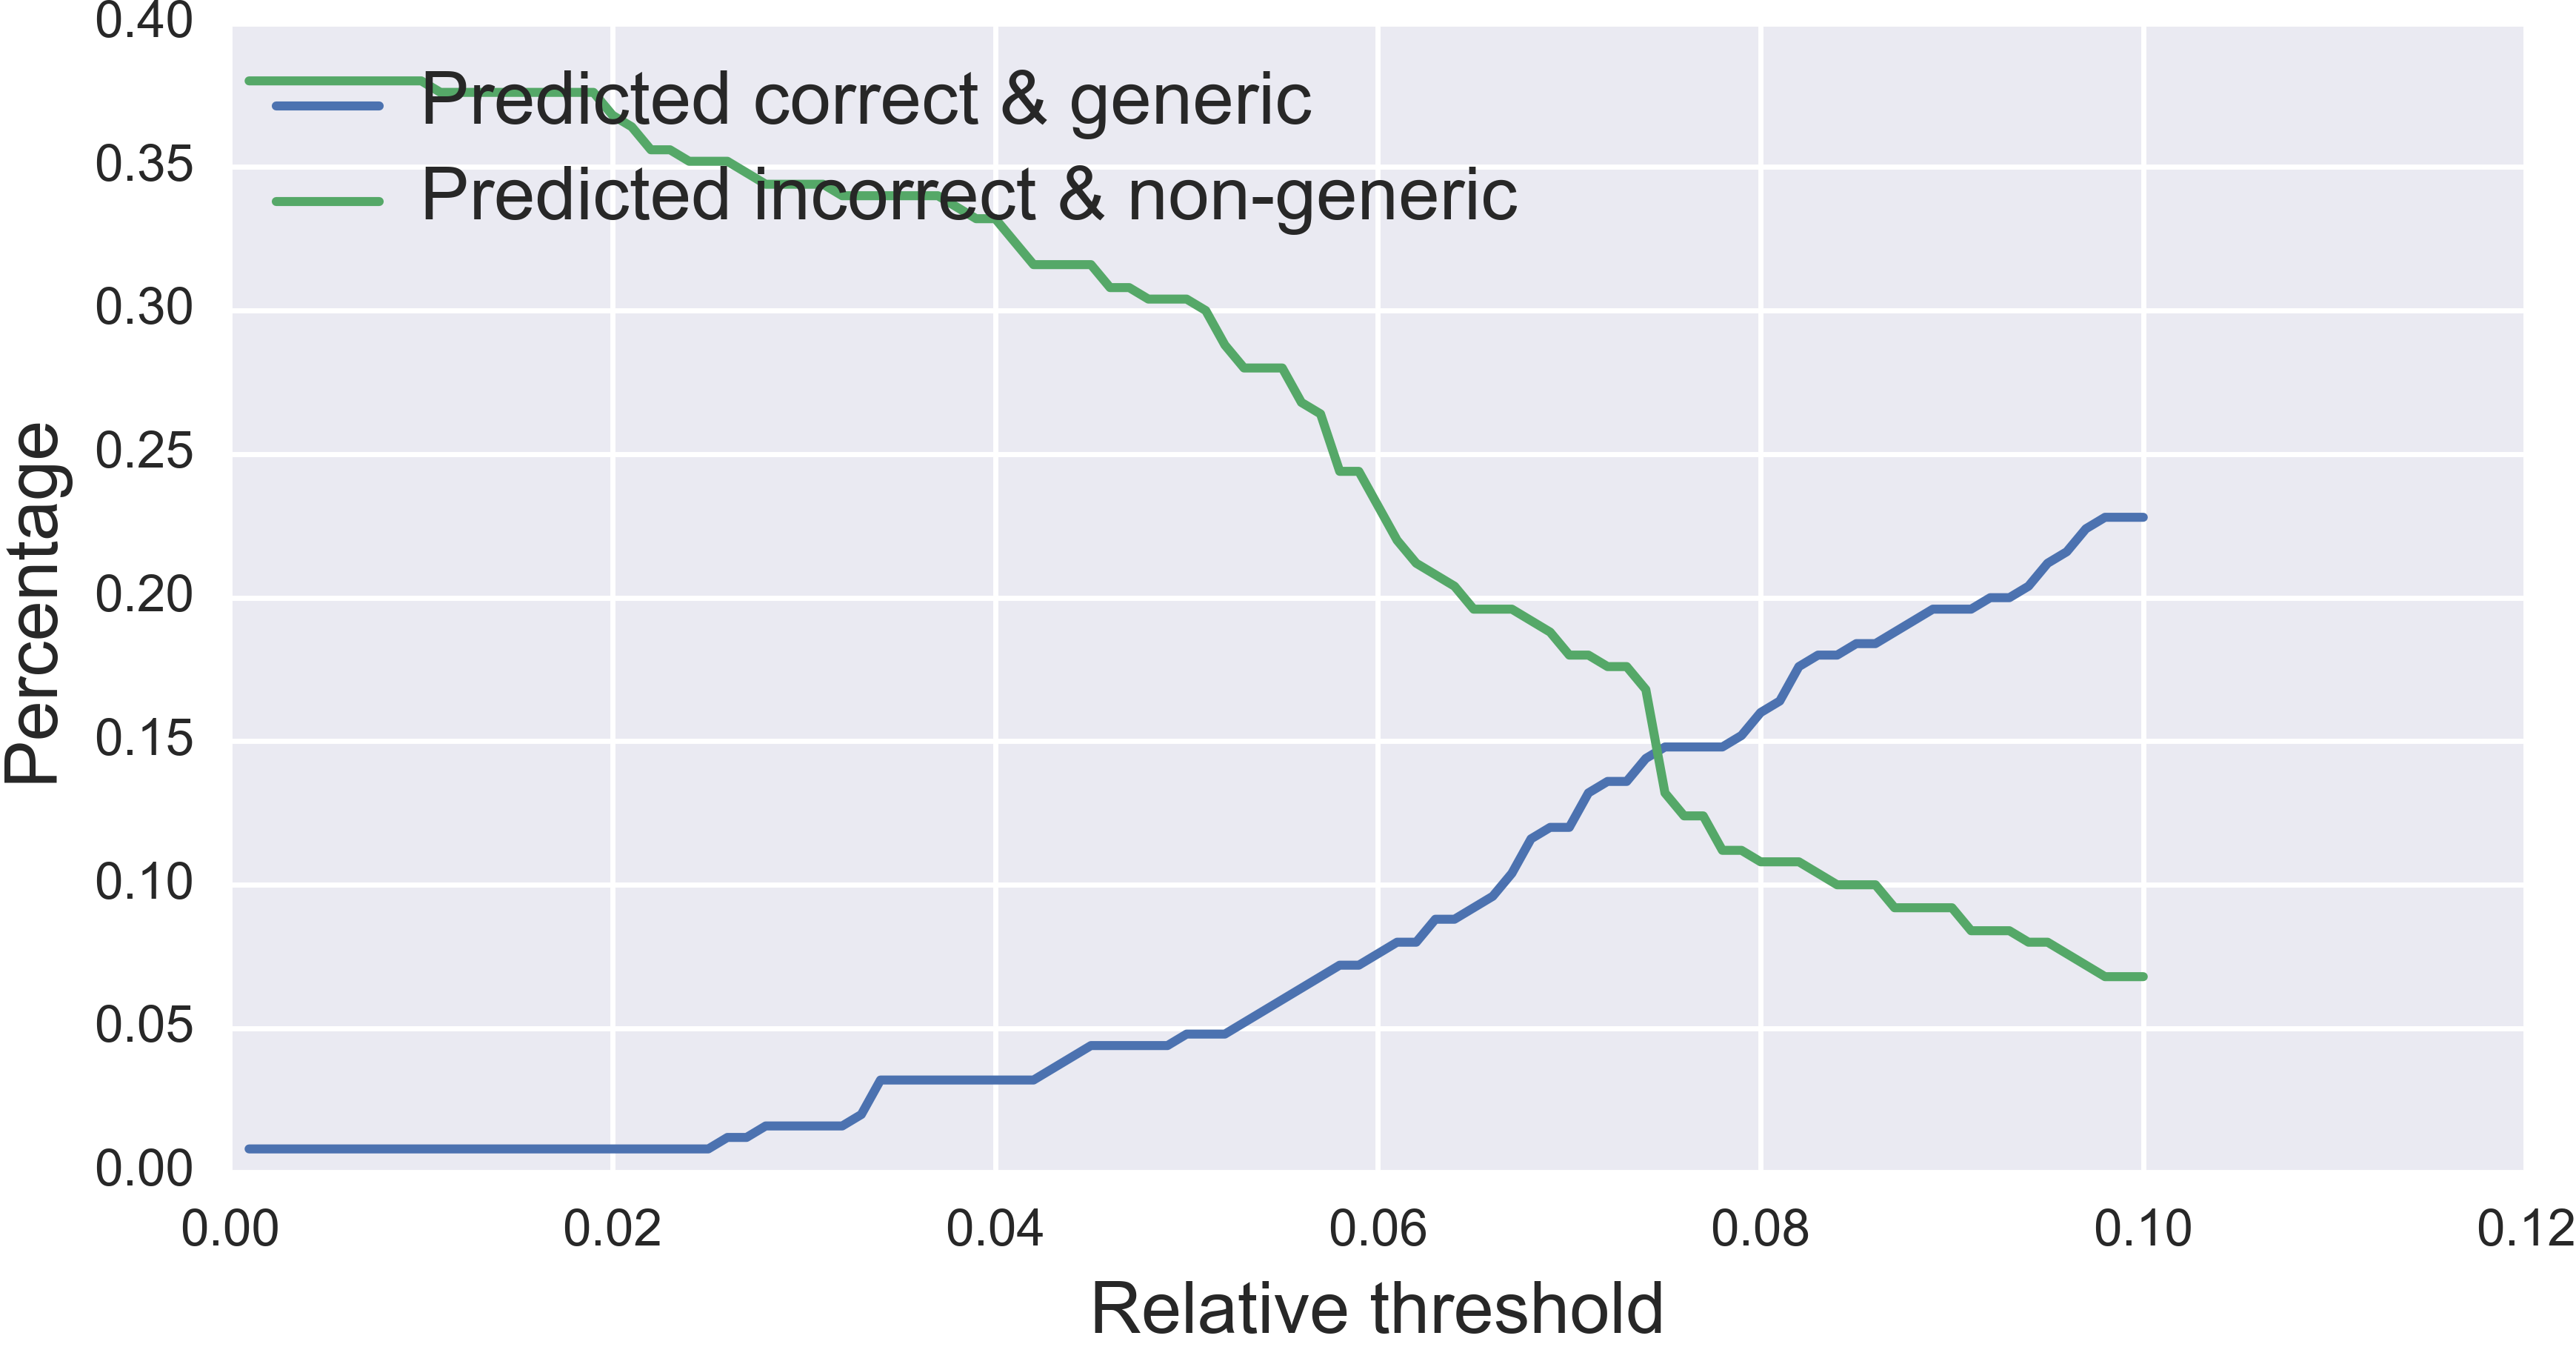 0.40
Predicted correct & generic
0.35
Predicted incorrect & non-generic
0.30
0.25
Percentage
0.20
0.15
0.10
0.05
0.00
0.00 0.02 0.04 0.06 0.08 0.10 0.12
Relative threshold